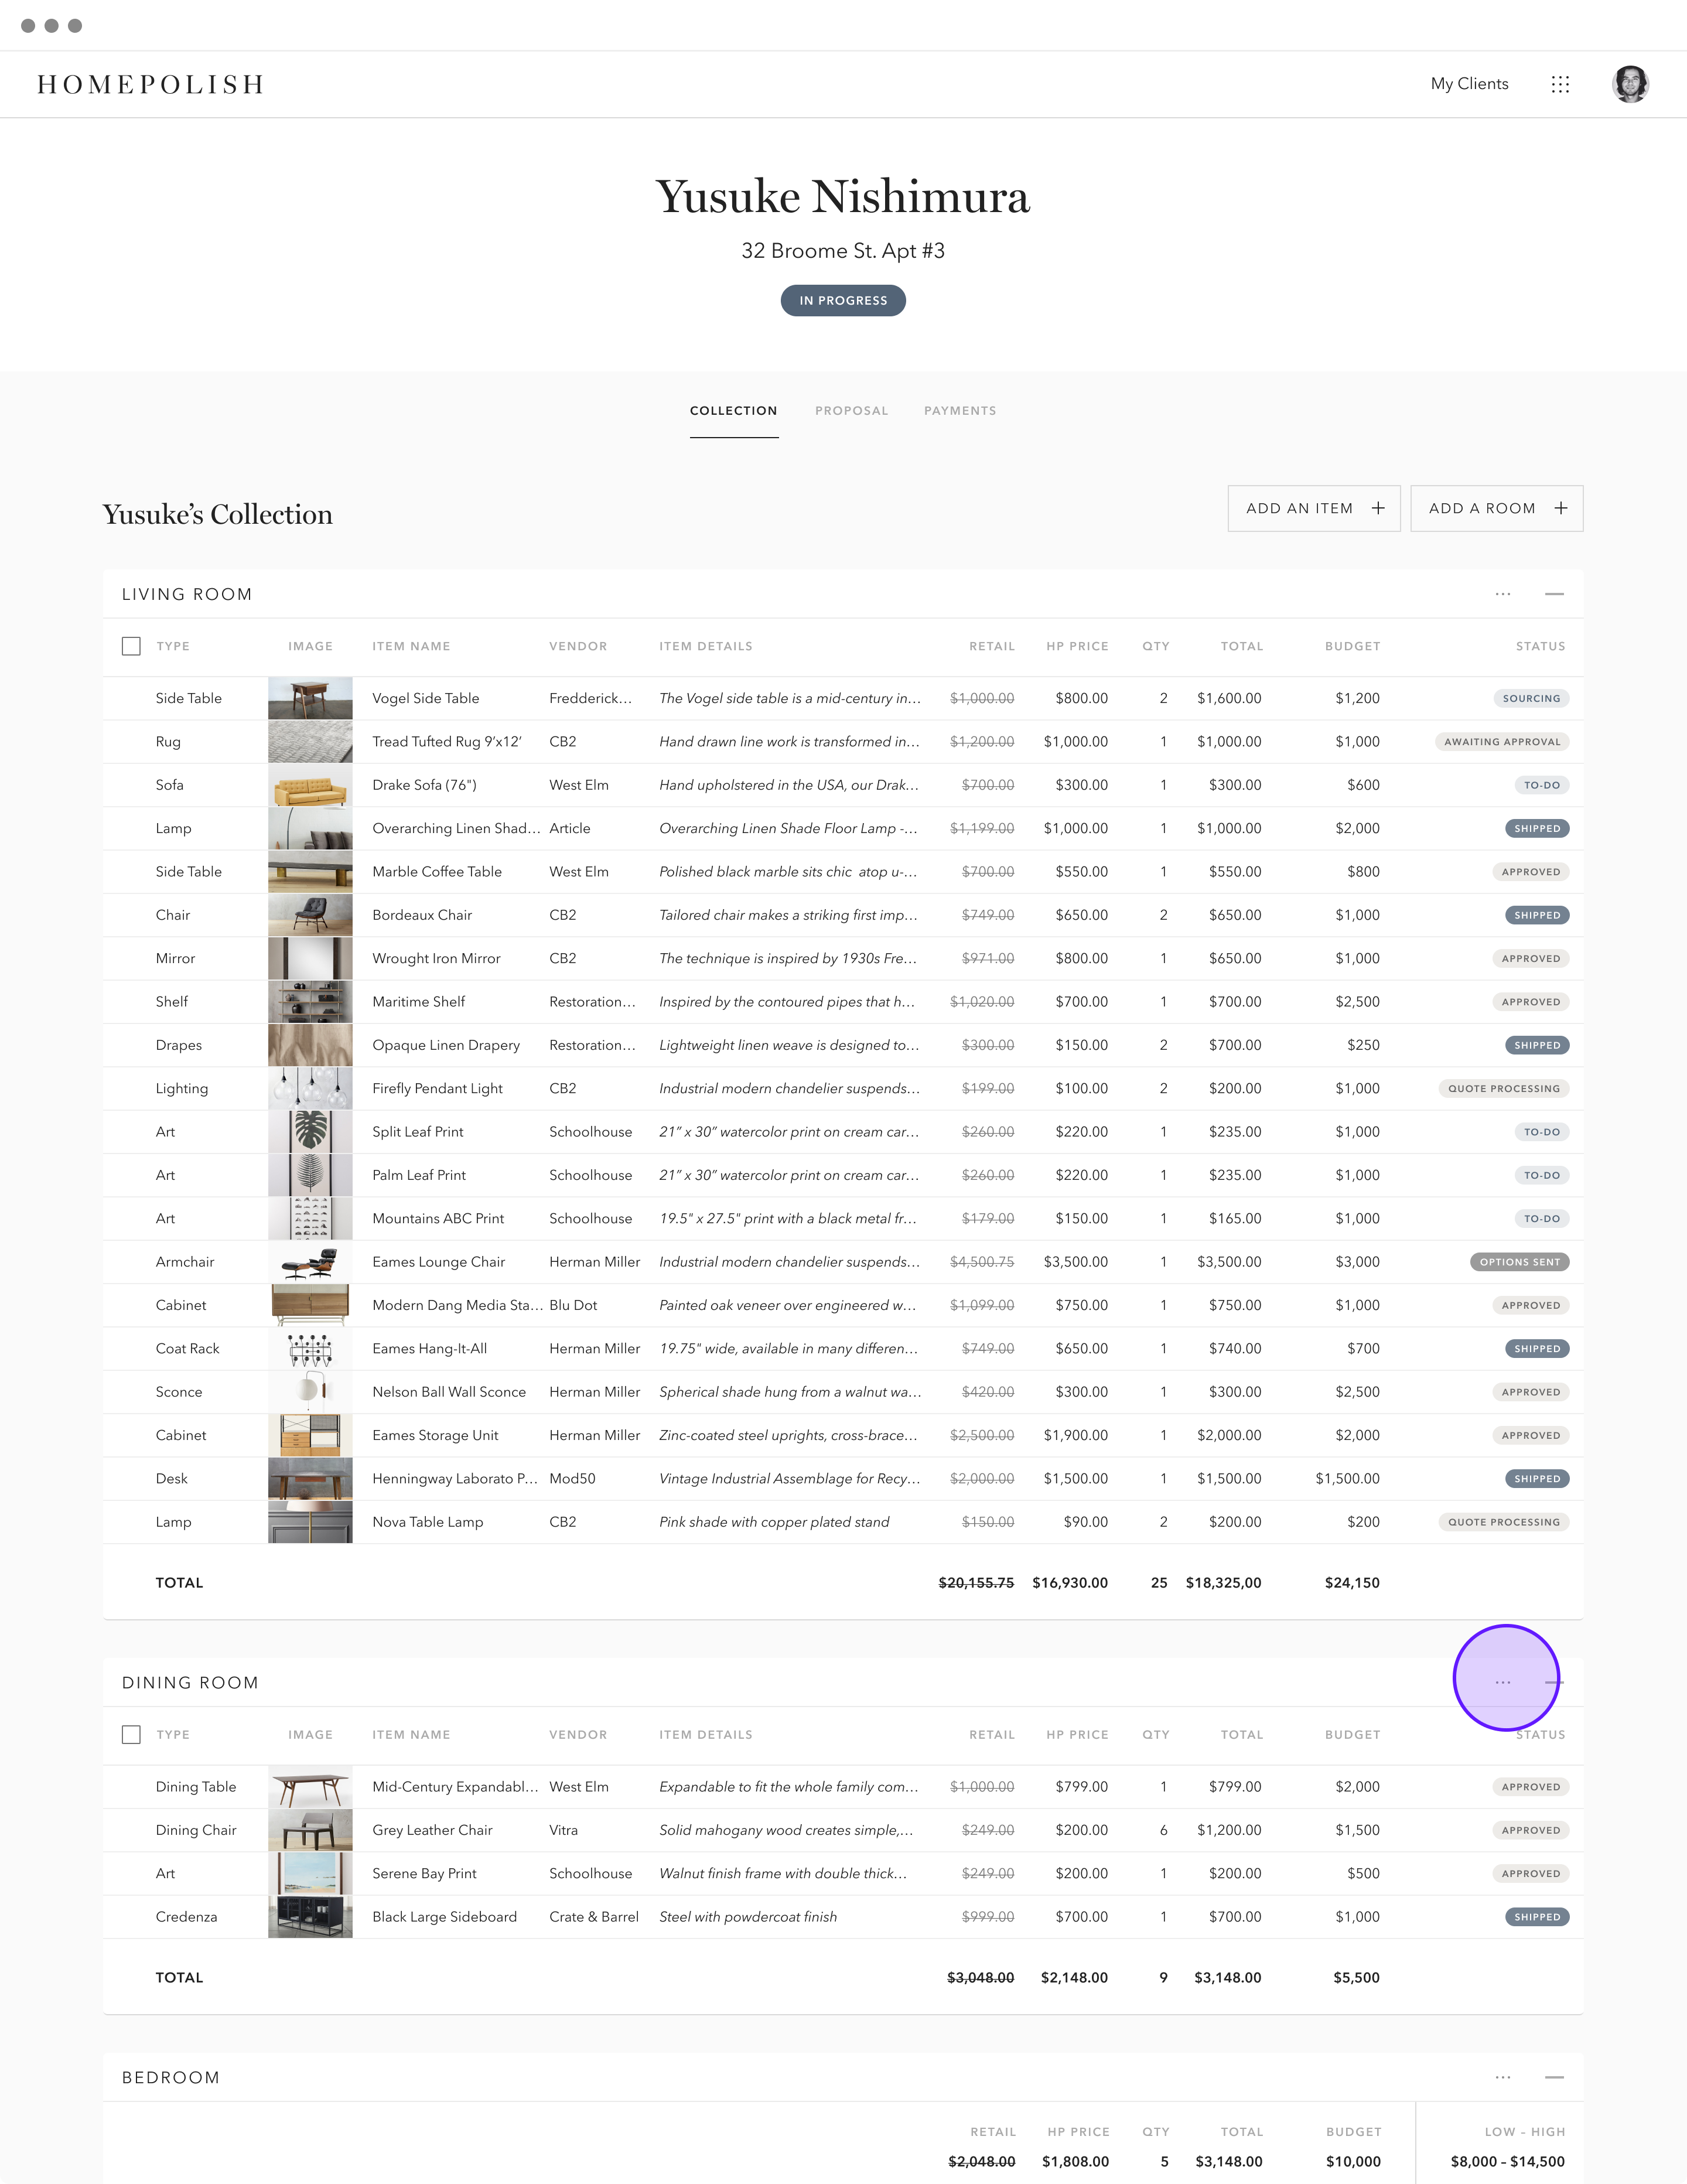 HOMEPOLISH My Clients
Yusuke Nishimura
32 Broome St. Apt #3
IN PROGRESS
COLLECTION PROPOSAL PAYMENTS
Yusuke’s Collection ADD AN ITEM + ADD A ROOM +
LIVING ROOM ... —
TYPE IMAGE ITEM NAME VENDOR ITEM DETAILS RETAIL HP PRICE QTY TOTAL BUDGET STATUS
Side Table Vogel Side Table Fredderick... The Vogel side table is a mid-century in... $1,000.00 $800.00 2 $1,600.00 $1,200 SOURCING
Rug Tread Tufted Rug 9’x12’ CB2 Hand drawn line work is transformed in... $1,200.00 $1,000.00 1 $1,000.00 $1,000 AWAITING APPROVAL
Sofa Drake Sofa (76") West Elm Hand upholstered in the USA, our Drak... $700.00 $300.00 1 $300.00 $600 TO-DO
Lamp Overarching Linen Shad... Article Overarching Linen Shade Floor Lamp -... $1,199.00 $1,000.00 1 $1,000.00 $2,000 SHIPPED
Side Table Marble Coffee Table West Elm Polished black marble sits chic atop u-... $700.00 $550.00 1 $550.00 $800 APPROVED
Chair Bordeaux Chair CB2 Tailored chair makes a striking first imp... $749.00 $650.00 2 $650.00 $1,000 SHIPPED
Mirror Wrought Iron Mirror CB2 The technique is inspired by 1930s Fre... $971.00 $800.00 1 $650.00 $1,000 APPROVED
Shelf Maritime Shelf Restoration... Inspired by the contoured pipes that h... $1,020.00 $700.00 1 $700.00 $2,500 APPROVED
Drapes Opaque Linen Drapery Restoration... Lightweight linen weave is designed to... $300.00 $150.00 2 $700.00 $250 SHIPPED
Lighting Firefly Pendant Light CB2 Industrial modern chandelier suspends... $199.00 $100.00 2 $200.00 $1,000 QUOTE PROCESSING
Art Split Leaf Print Schoolhouse 21” x 30” watercolor print on cream car... $260.00 $220.00 1 $235.00 $1,000 TO-DO
Art Palm Leaf Print Schoolhouse 21” x 30” watercolor print on cream car... $260.00 $220.00 1 $235.00 $1,000 TO-DO
Art Mountains ABC Print Schoolhouse 19.5" x 27.5" print with a black metal fr... $179.00 $150.00 1 $165.00 $1,000 TO-DO
Armchair Eames Lounge Chair Herman Miller Industrial modern chandelier suspends... $4,500.75 $3,500.00 1 $3,500.00 $3,000 OPTIONS SENT
Cabinet Modern Dang Media Sta... Blu Dot Painted oak veneer over engineered w... $1,099.00 $750.00 1 $750.00 $1,000 APPROVED
Coat Rack Eames Hang-It-All Herman Miller 19.75" wide, available in many differen... $749.00 $650.00 1 $740.00 $700 SHIPPED
Sconce Nelson Ball Wall Sconce Herman Miller Spherical shade hung from a walnut wa... $420.00 $300.00 1 $300.00 $2,500 APPROVED
Cabinet Eames Storage Unit Herman Miller Zinc-coated steel uprights, cross-brace... $2,500.00 $1,900.00 1 $2,000.00 $2,000 APPROVED
Desk Henningway Laborato P... Mod50 Vintage Industrial Assemblage for Recy... $2,000.00 $1,500.00 1 $1,500.00 $1,500.00 SHIPPED
Lamp Nova Table Lamp CB2 Pink shade with copper plated stand $150.00 $90.00 2 $200.00 $200 QUOTE PROCESSING
TOTAL $20,155.75 $16,930.00 25 $18,325,00 $24,150
DINING ROOM ... —
TYPE IMAGE ITEM NAME VENDOR ITEM DETAILS RETAIL HP PRICE QTY TOTAL BUDGET STATUS
Dining Table Mid-Century Expandabl... West Elm Expandable to fit the whole family com... $1,000.00 $799.00 1 $799.00 $2,000 APPROVED
Dining Chair Grey Leather Chair Vitra Solid mahogany wood creates simple,... $249.00 $200.00 6 $1,200.00 $1,500 APPROVED
Art Serene Bay Print Schoolhouse Walnut finish frame with double thick... $249.00 $200.00 1 $200.00 $500 APPROVED
Credenza Black Large Sideboard Crate & Barrel Steel with powdercoat finish $999.00 $700.00 1 $700.00 $1,000 SHIPPED
TOTAL $3,048.00 $2,148.00 9 $3,148.00 $5,500
BEDROOM ... —
RETAIL HP PRICE QTY TOTAL BUDGET LOW – HIGH
$2,048.00 $1,808.00 5 $3,148.00 $10,000 $8,000 – $14,500